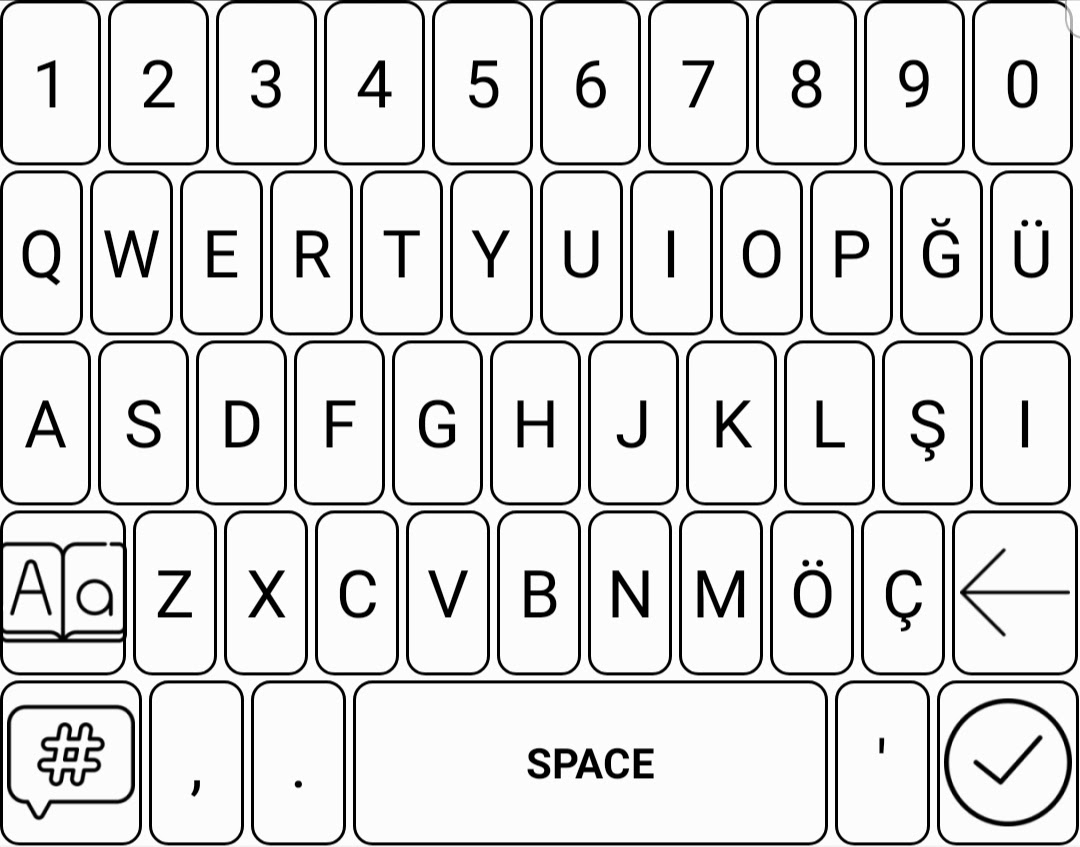 1 2 3 4 5 6 7 8 9 0
Q W E R T Y U I O P Ğ Ü
A S D F G H J K L Ş I
Aa Z X C V B N M Ö Ç
# , . SPACE '